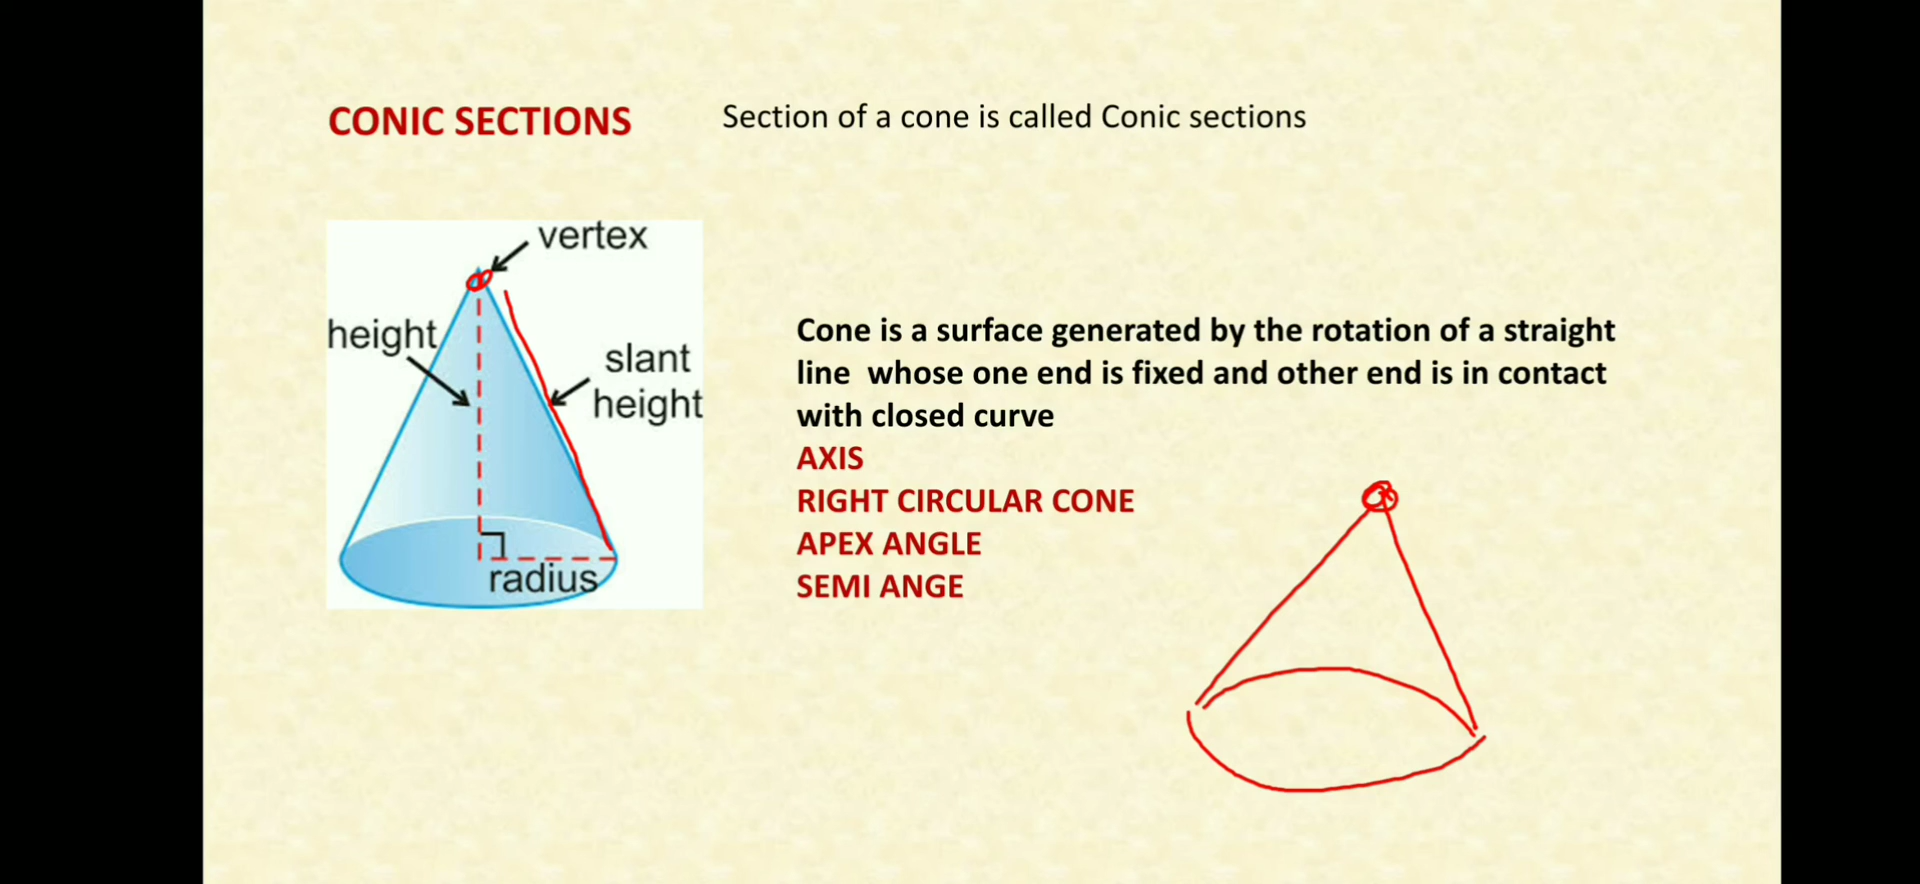 CONIC SECTIONS
Section of a cone is called Conic sections
vertex
height
slant
height
radius
Cone is a surface generated by the rotation of a straight
line whose one end is fixed and other end is in contact
with closed curve
AXIS
RIGHT CIRCULAR CONE
APEX ANGLE
SEMI ANGE